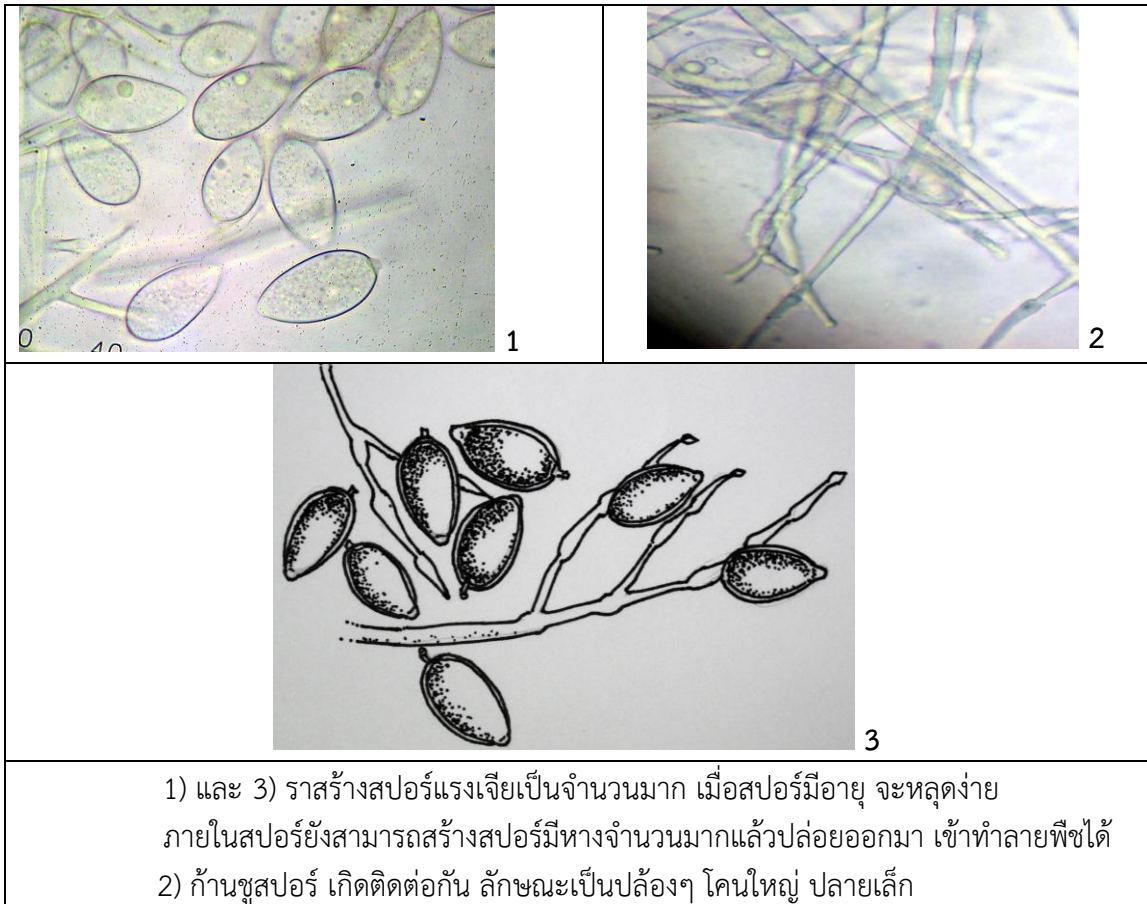 0
40
1
2
3
1) และ 3) ราสร้างสปอร์แรงเจียเป็นจำนวนมาก เมื่อสปอร์มีอายุ จะหลุดง่าย
ภายในสปอร์ยังสามารถสร้างสปอร์มีหางจำนวนมากแล้วปล่อยออกมา เข้าทำลายพืชได้
2) ก้านชูสปอร์ เกิดติดต่อกัน ลักษณะเป็นปล้องๆ โคนใหญ่ ปลายเล็ก